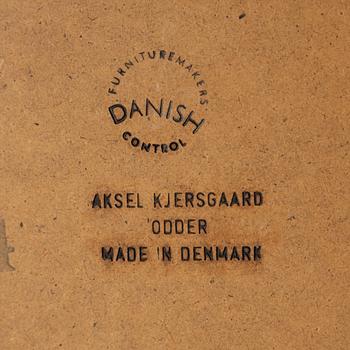 FURNITUREMAKERS
DANISH
CONTROL
AKSEL KJERSGAARD
ODDER
MADE IN DENMARK